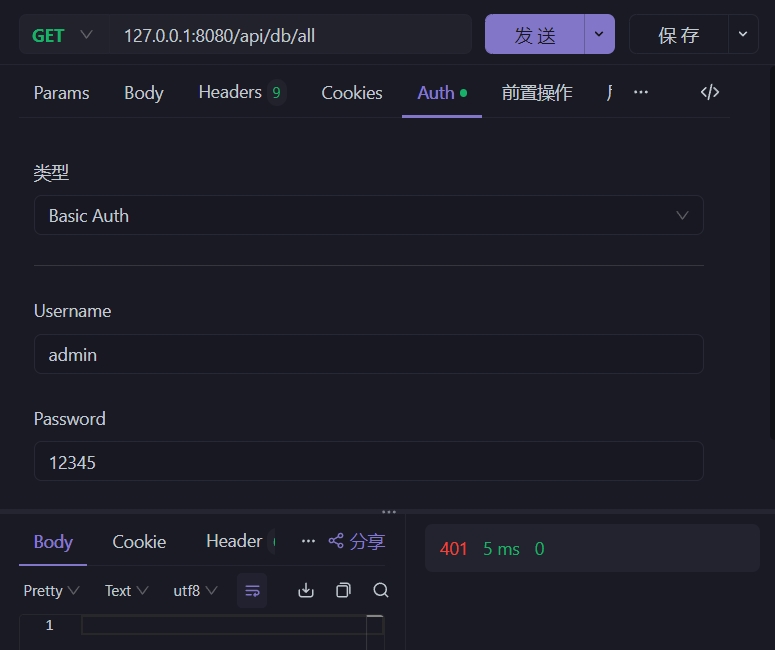 GET 127.0.0.1:8080/api/db/all 发送 保存
Params Body Headers 9 Cookies Auth 前置操作 ... </>
类型
Basic Auth
Username
admin
Password
12345
Body Cookie Header ... 分享 401 5 ms 0
Pretty Text utf8
1